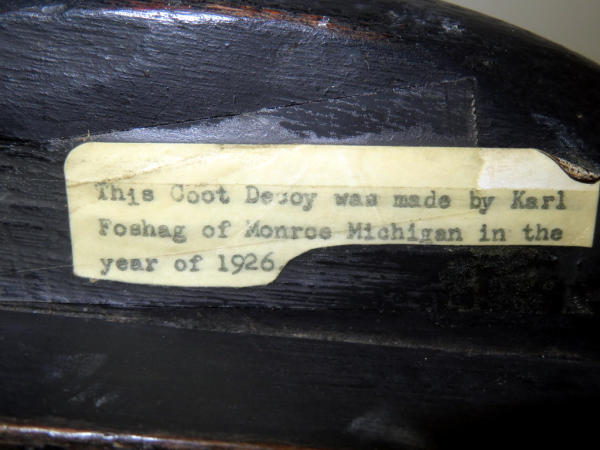 This Coot Decoy was made by Karl
Foshag of Monroe Michigan in the
year of 1926.